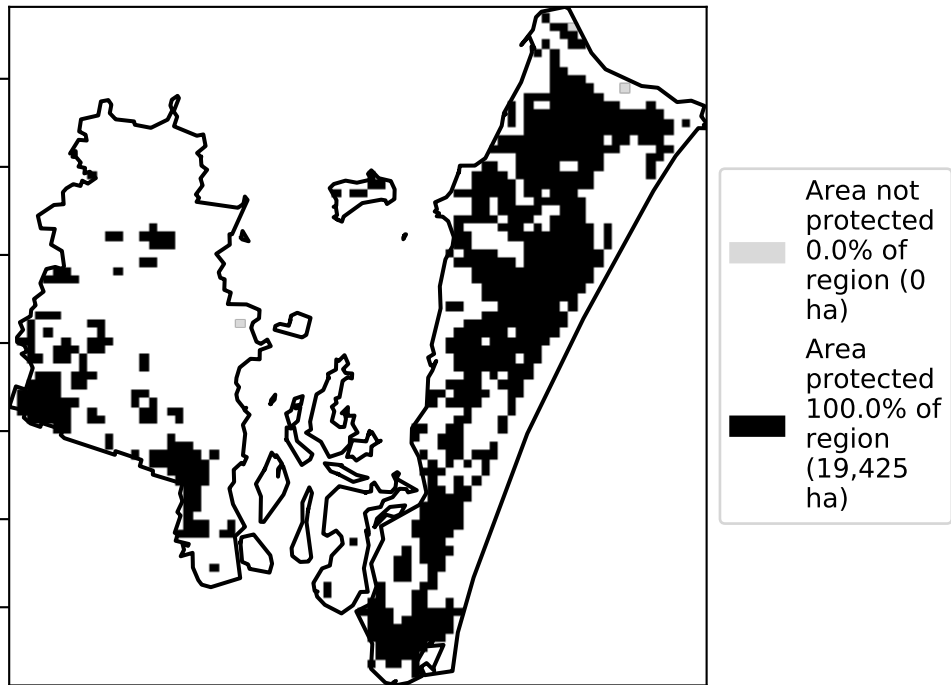 Area not
protected
0.0% of
region (0
ha)
Area
protected
100.0% of
region
(19,425
ha)